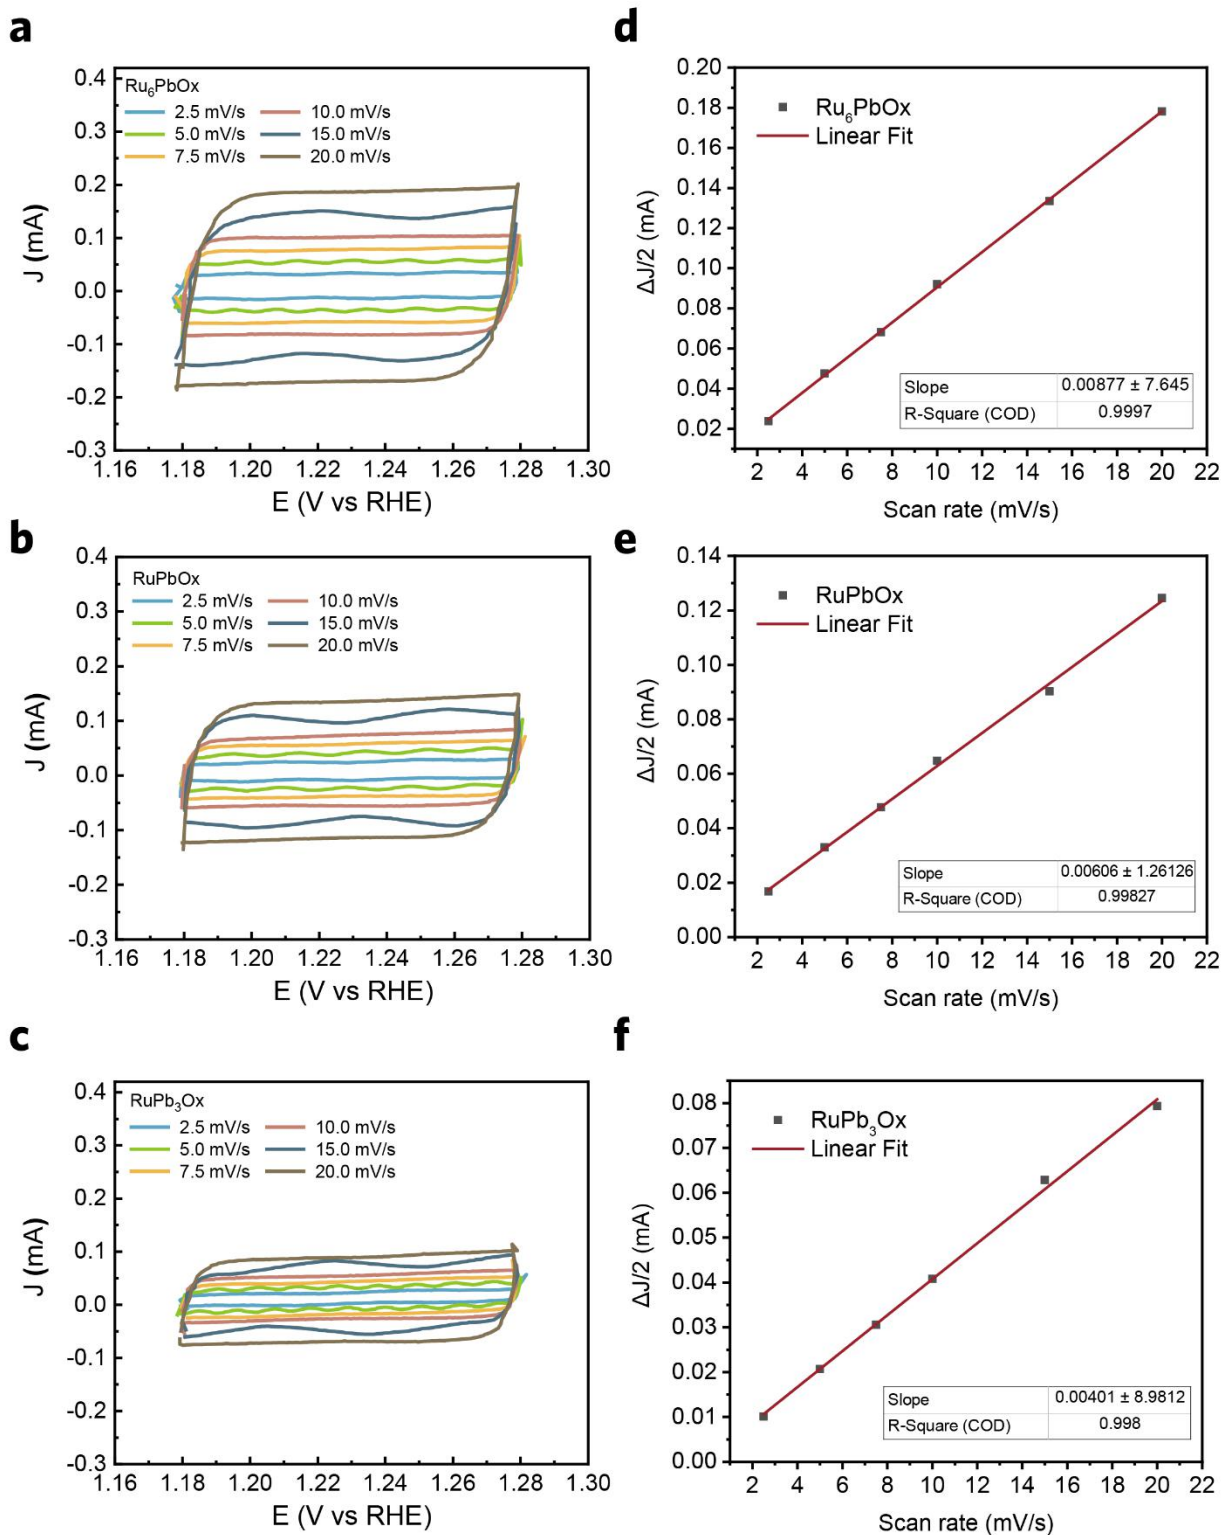 a
Ru₆PbOx
2.5 mV/s 10.0 mV/s
5.0 mV/s 15.0 mV/s
7.5 mV/s 20.0 mV/s
0.4
0.3
0.2
0.1
0.0
-0.1
-0.2
-0.3
J (mA)
1.16 1.18 1.20 1.22 1.24 1.26 1.28 1.30
E (V vs RHE)
d
Ru₆PbOx
Linear Fit
0.20
0.18
0.16
0.14
0.12
0.10
0.08
0.06
0.04
0.02
ΔJ/2 (mA)
Slope 0.00877 ± 7.645
R-Square (COD) 0.9997
2 4 6 8 10 12 14 16 18 20 22
Scan rate (mV/s)
b
RuPbOx
2.5 mV/s 10.0 mV/s
5.0 mV/s 15.0 mV/s
7.5 mV/s 20.0 mV/s
0.4
0.3
0.2
0.1
0.0
-0.1
-0.2
-0.3
J (mA)
1.16 1.18 1.20 1.22 1.24 1.26 1.28 1.30
E (V vs RHE)
e
RuPbOx
Linear Fit
0.14
0.12
0.10
0.08
0.06
0.04
0.02
0.00
ΔJ/2 (mA)
Slope 0.00606 ± 1.26126
R-Square (COD) 0.99827
2 4 6 8 10 12 14 16 18 20 22
Scan rate (mV/s)
c
RuPb₃Ox
2.5 mV/s 10.0 mV/s
5.0 mV/s 15.0 mV/s
7.5 mV/s 20.0 mV/s
0.4
0.3
0.2
0.1
0.0
-0.1
-0.2
-0.3
J (mA)
1.16 1.18 1.20 1.22 1.24 1.26 1.28 1.30
E (V vs RHE)
f
RuPb₃Ox
Linear Fit
0.08
0.07
0.06
0.05
0.04
0.03
0.02
0.01
0.00
ΔJ/2 (mA)
Slope 0.00401 ± 8.9812
R-Square (COD) 0.998
2 4 6 8 10 12 14 16 18 20 22
Scan rate (mV/s)